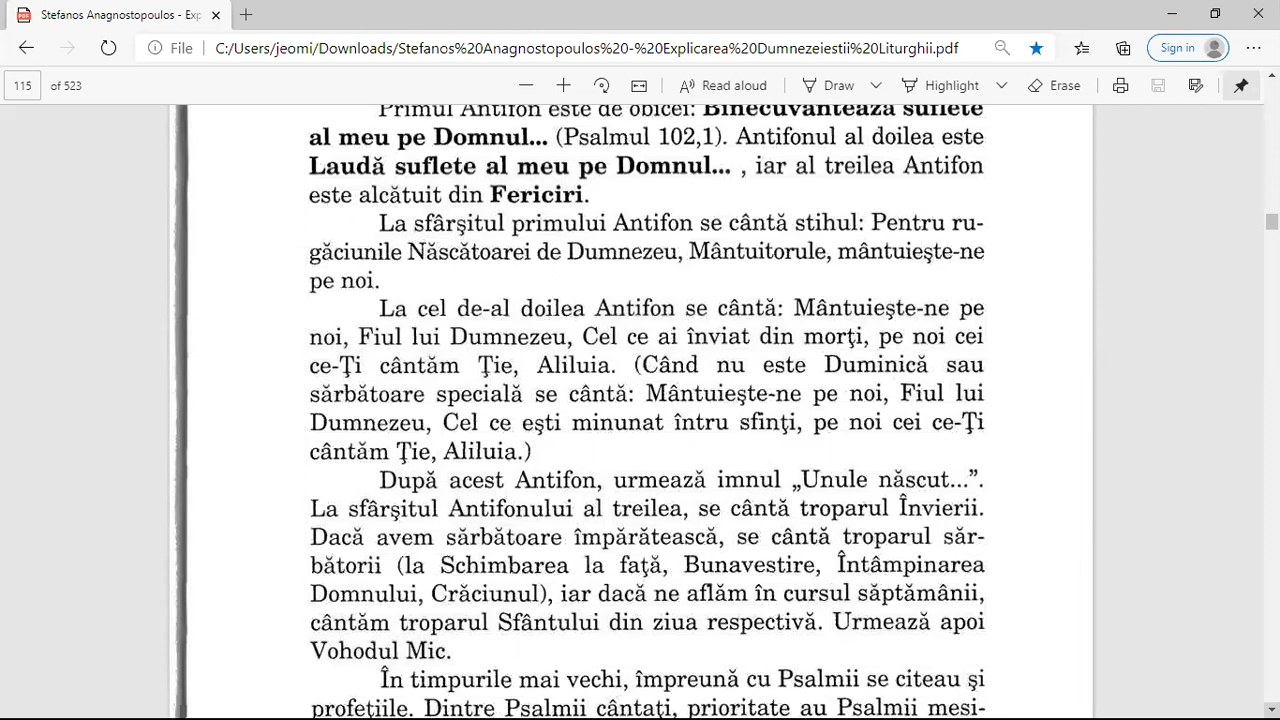 Stefanos Anagnostopoulos - Exp
File
C:/Users/jeomi/Downloads/Stefanos%20Anagnostopoulos%20-%20Explicarea%20Dumnezeiestii%20Liturghii.pdf
Sign in
115 of 523
Read aloud
Draw
Highlight
Erase
Primul Antifon este de obicei: Binecuvântează suflete
al meu pe Domnul... (Psalmul 102,1). Antifonul al doilea este
Laudă suflete al meu pe Domnul... , iar al treilea Antifon
este alcătuit din Fericiri.
La sfârşitul primului Antifon se cântă stihul: Pentru ru-
găciunile Născătoarei de Dumnezeu, Mântuitorule, mântuieşte-ne
pe noi.
La cel de-al doilea Antifon se cântă: Mântuieşte-ne pe
noi, Fiul lui Dumnezeu, Cel ce ai înviat din morţi, pe noi cei
ce-Ţi cântăm Ţie, Aliluia. (Când nu este Duminică sau
sărbătoare specială se cântă: Mântuieşte-ne pe noi, Fiul lui
Dumnezeu, Cel ce eşti minunat întru sfinţi, pe noi cei ce-Ţi
cântăm Ţie, Aliluia.)
După acest Antifon, urmează imnul „Unule născut...”.
La sfârşitul Antifonului al treilea, se cântă troparul Învierii.
Dacă avem sărbătoare împărătească, se cântă troparul săr-
bătorii (la Schimbarea la faţă, Bunavestire, Întâmpinarea
Domnului, Crăciunul), iar dacă ne aflăm în cursul săptămânii,
cântăm troparul Sfântului din ziua respectivă. Urmează apoi
Vohodul Mic.
În timpurile mai vechi, împreună cu Psalmii se citeau şi
profeţiile. Dintre Psalmii cântaţi, prioritate au Psalmii mesi-